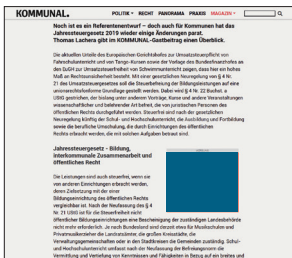 KOMMUNAL.
POLITIK RECHT PANORAMA PRAXIS MAGAZIN
Noch ist es ein Referentenentwurf – doch auch für Kommunen hat das
Jahressteuergesetz 2019 wieder einige Änderungen parat.
Thomas Lachera gibt im KOMMUNAL-Gastbeitrag einen Überblick.
Die aktuellen Urteile des Europäischen Gerichtshofes zur Umsatzsteuerpflicht von
Fahrschulunterricht und von Tango-Kursen sowie der Vorlage des Bundesfinanzhofes an
den EuGH zur Umsatzsteuerfreiheit von Schwimmunterricht zeigen, dass hier ein hohes
Maß an Rechtsunsicherheit besteht. Mit einer gesetzlichen Neuregelung von § 4 Nr.
21 des Umsatzsteuergesetzes soll die Steuerbefreiung der Bildungsleistungen auf eine
unionsrechtskonforme Grundlage gestellt werden. Dabei wird § 4 Nr. 22 Buchst. a
UStG gestrichen, der bislang unter anderem Vorträge, Kurse und andere Veranstaltungen
wissenschaftlicher und belehrender Art befreit, die von juristischen Personen des
öffentlichen Rechts durchgeführt werden. Steuerfrei sind nach der gesetzlichen
Neuregelung künftig der Schul- und Hochschulunterricht, die Ausbildung und Fortbildung
sowie die berufliche Umschulung, die durch Einrichtungen des öffentlichen
Rechts erbracht werden, die mit solchen Aufgaben betraut sind.
Jahressteuergesetz - Bildung,
interkommunale Zusammenarbeit und
öffentliches Recht
Die Leistungen sind auch steuerfrei, wenn sie
von anderen Einrichtungen erbracht werden,
deren Zielsetzung mit der einer
Bildungseinrichtung des öffentlichen Rechts
vergleichbar ist. Nach der Neufassung des § 4
Nr. 21 UStG ist für die Steuerfreiheit nicht
öffentlicher Bildungseinrichtungen eine Bescheinigung der zuständigen Landesbehörde
nicht mehr erforderlich. Je nach Bundesland sind derzeit etwa für Musikschulen und
Privatmusiklehrer die Landratsämter, die großen Kreisstädte, die
Verwaltungsgemeinschaften oder in den Stadtkreisen die Gemeinden zuständig. Schul-
und Hochschulunterricht umfasst nach der Neufassung der Befreiungsnorm die
Vermittlung und Vertiefung von Kenntnissen und Fähigkeiten in Bezug auf ein breites und